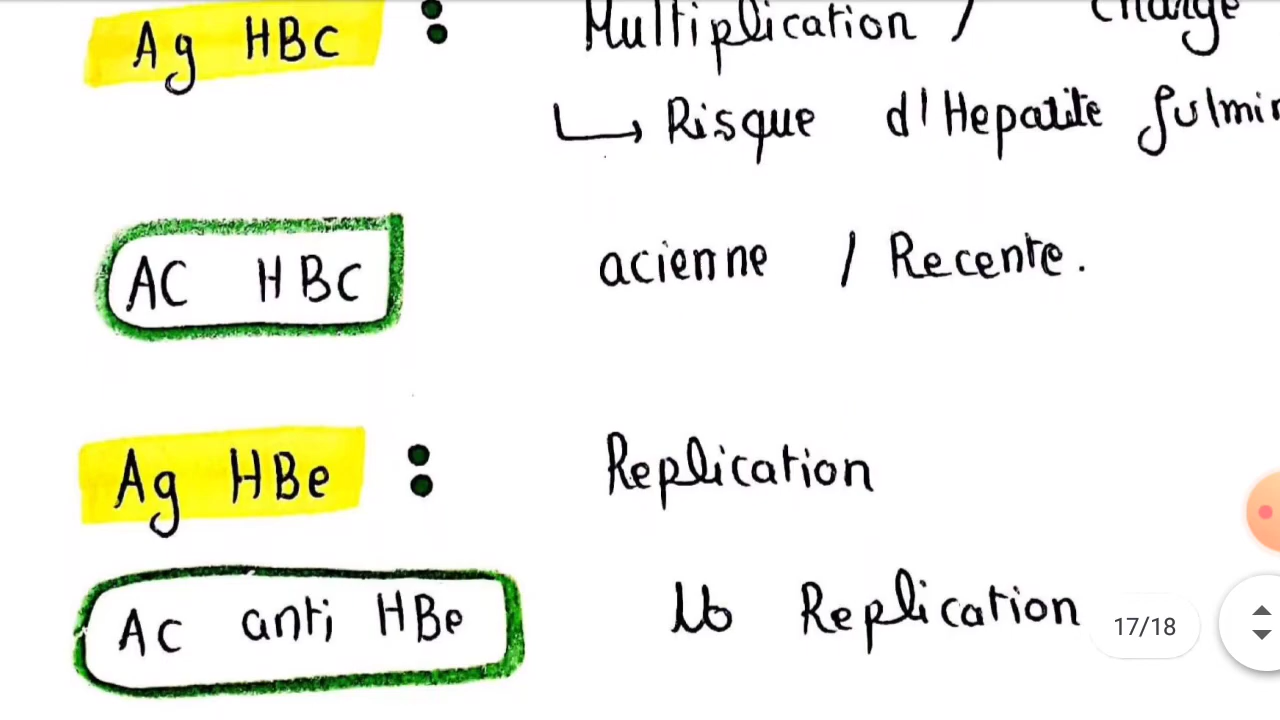 Ag HBC : Multiplication / charge
↳ Risque d'Hepatite fulmin
AC HBC acienne / Recente.
Ag HBe : Replication
Ac anti HBe Replication
17/18